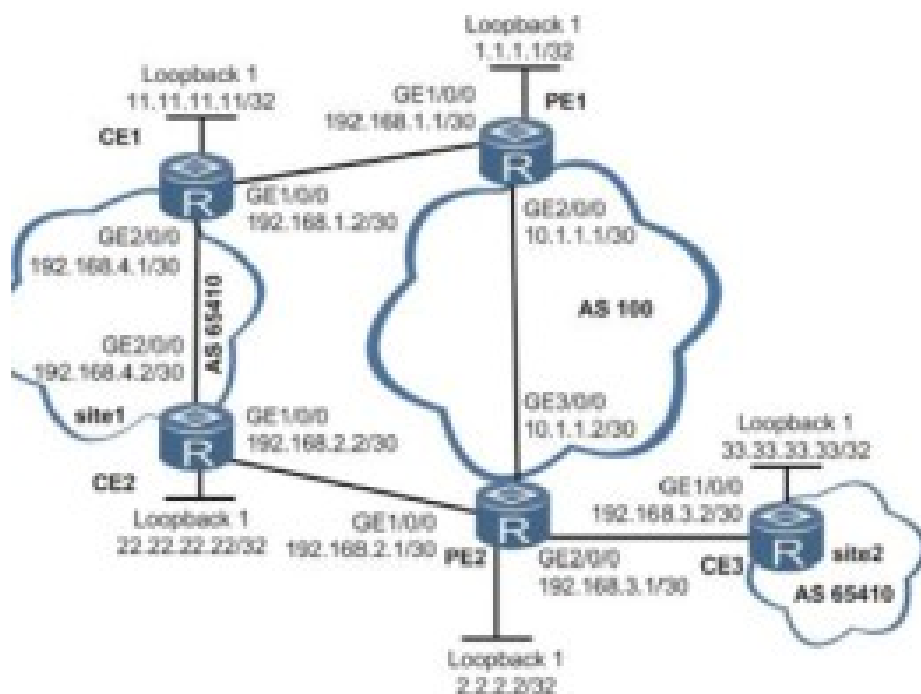 Loopback 1
1.1.1.1/32
Loopback 1
11.11.11.11/32
GE1/0/0
192.168.1.1/30
PE1
CE1
GE1/0/0
192.168.1.2/30
GE2/0/0
10.1.1.1/30
GE2/0/0
192.168.4.1/30
AS 65410
AS 100
GE2/0/0
192.168.4.2/30
site1
GE1/0/0
192.168.2.2/30
GE3/0/0
10.1.1.2/30
Loopback 1
33.33.33.33/32
CE2
Loopback 1
22.22.22.22/32
GE1/0/0
192.168.2.1/30
PE2
GE1/0/0
192.168.3.2/30
GE2/0/0
192.168.3.1/30
CE3
site2
AS 65410
Loopback 1
2.2.2.2/32
R
R
R
R
R